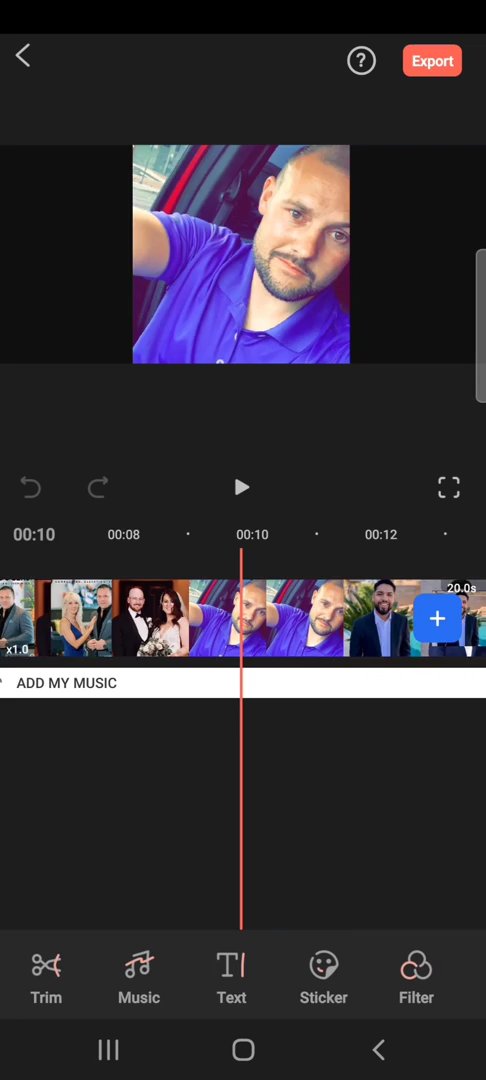 ?
Export
00:10
00:08
00:10
00:12
20.0s
x1.0
ADD MY MUSIC
Trim
Music
Text
Sticker
Filter